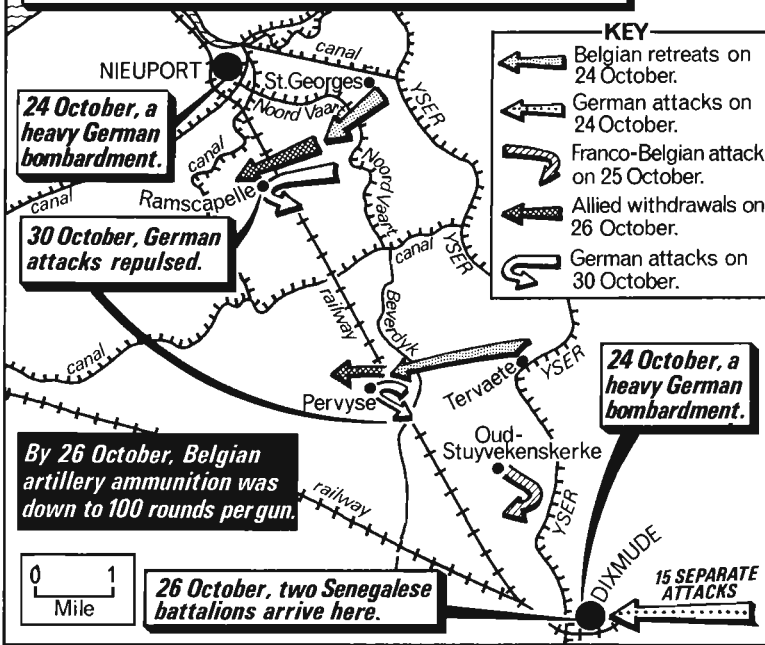 KEY
Belgian retreats on
24 October.
German attacks on
24 October.
Franco-Belgian attack
on 25 October.
Allied withdrawals on
26 October.
German attacks on
30 October.
canal
NIEUPORT
St.Georges
YSER
Noord Vaart
24 October, a
heavy German
bombardment.
canal
Noord Vaart
Ramscapelle
canal
YSER
30 October, German
attacks repulsed.
canal
railway
Beverdyk
canal
24 October, a
heavy German
bombardment.
Tervaete
YSER
Pervyse
Oud-
Stuyvekenskerke
By 26 October, Belgian
artillery ammunition was
down to 100 rounds per gun.
railway
YSER
0 1
Mile
26 October, two Senegalese
battalions arrive here.
DIXMUDE
15 SEPARATE
ATTACKS